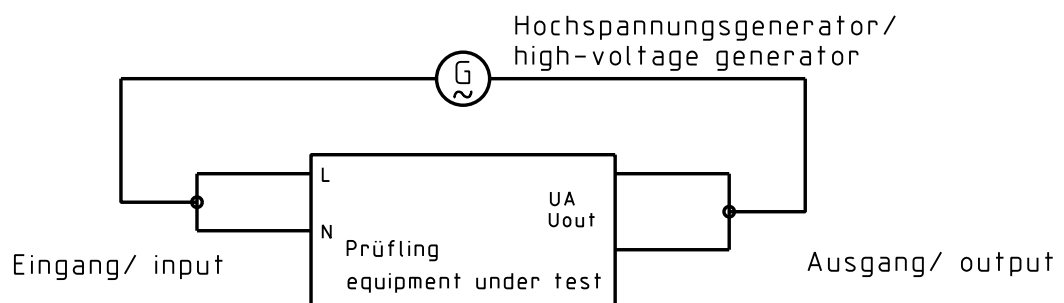 Hochspannungsgenerator/
high-voltage generator
G
L
N
UA
Uout
Prüfling
equipment under test
Eingang/ input
Ausgang/ output